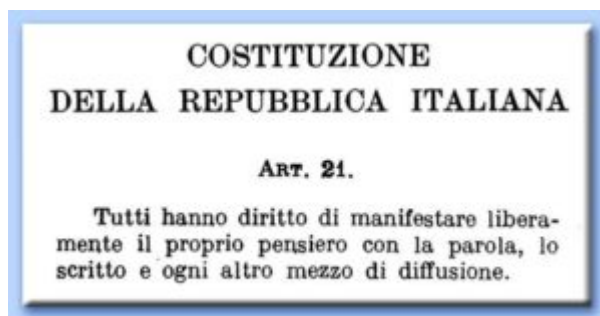 COSTITUZIONE
DELLA REPUBBLICA ITALIANA
ART. 21.
Tutti hanno diritto di manifestare libera-
mente il proprio pensiero con la parola, lo
scritto e ogni altro mezzo di diffusione.